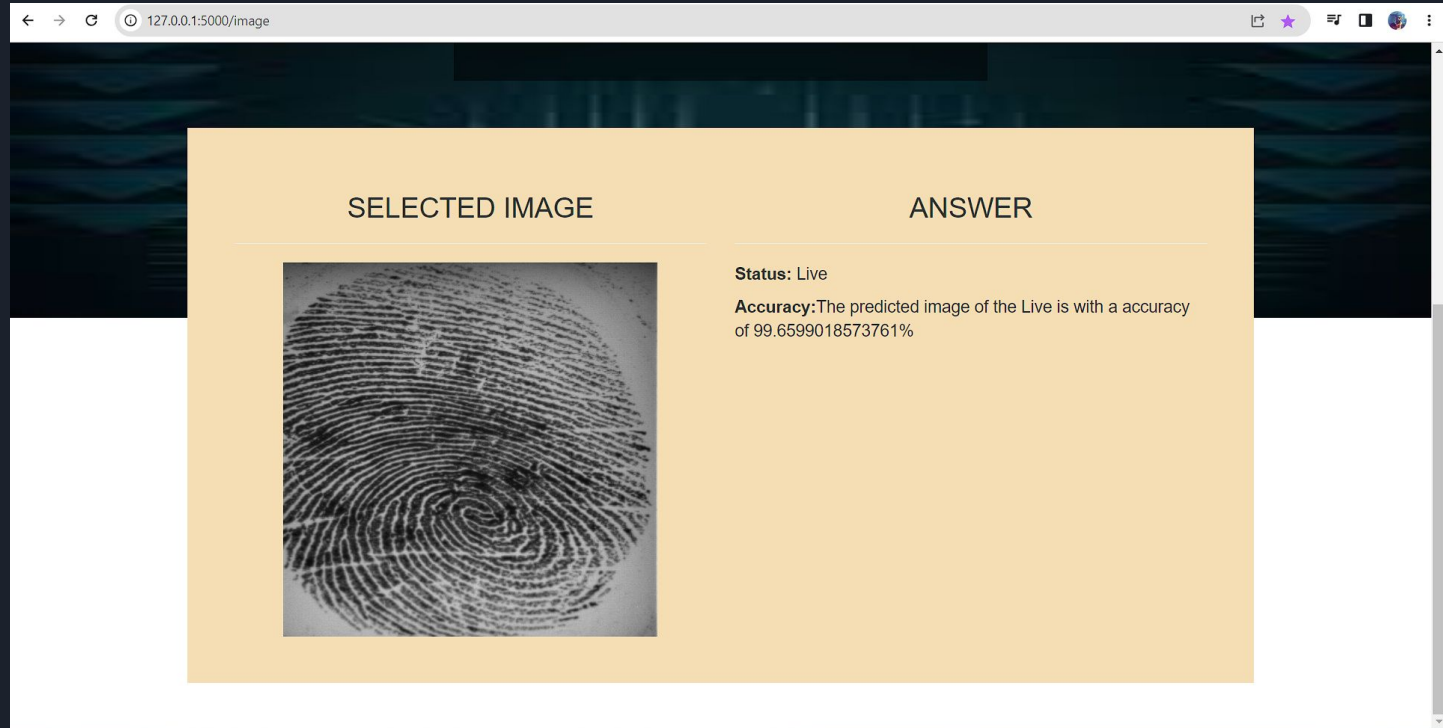 127.0.0.1:5000/image
SELECTED IMAGE
ANSWER
Status: Live
Accuracy:The predicted image of the Live is with a accuracy
of 99.6599018573761%